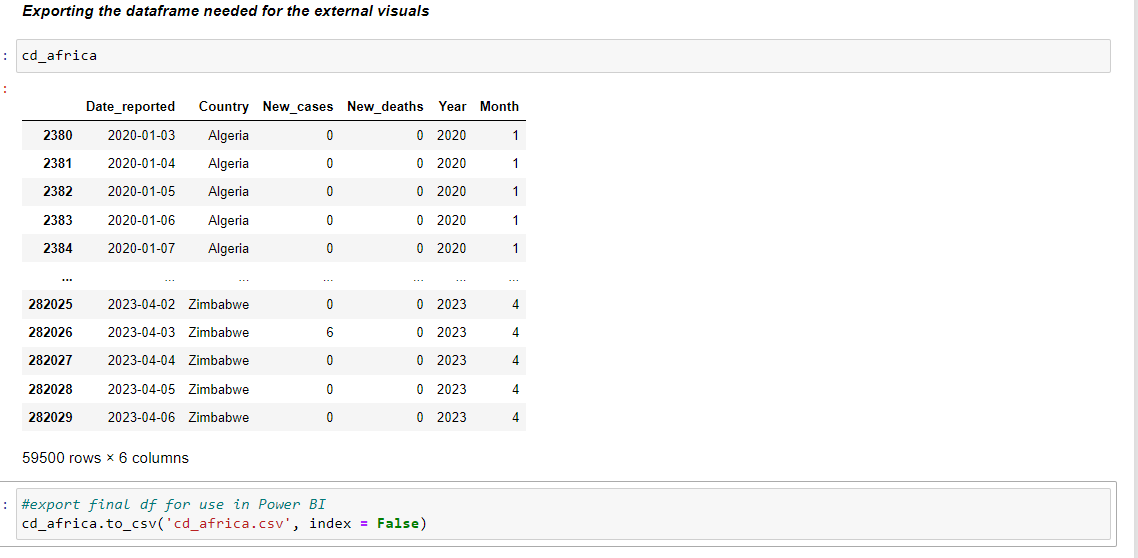 Exporting the dataframe needed for the external visuals
: cd_africa
:
Date_reported Country New_cases New_deaths Year Month
2380 2020-01-03 Algeria 0 0 2020 1
2381 2020-01-04 Algeria 0 0 2020 1
2382 2020-01-05 Algeria 0 0 2020 1
2383 2020-01-06 Algeria 0 0 2020 1
2384 2020-01-07 Algeria 0 0 2020 1
... ... ... ... ... ... ...
282025 2023-04-02 Zimbabwe 0 0 2023 4
282026 2023-04-03 Zimbabwe 6 0 2023 4
282027 2023-04-04 Zimbabwe 0 0 2023 4
282028 2023-04-05 Zimbabwe 0 0 2023 4
282029 2023-04-06 Zimbabwe 0 0 2023 4
59500 rows × 6 columns
: #export final df for use in Power BI
cd_africa.to_csv('cd_africa.csv', index = False)